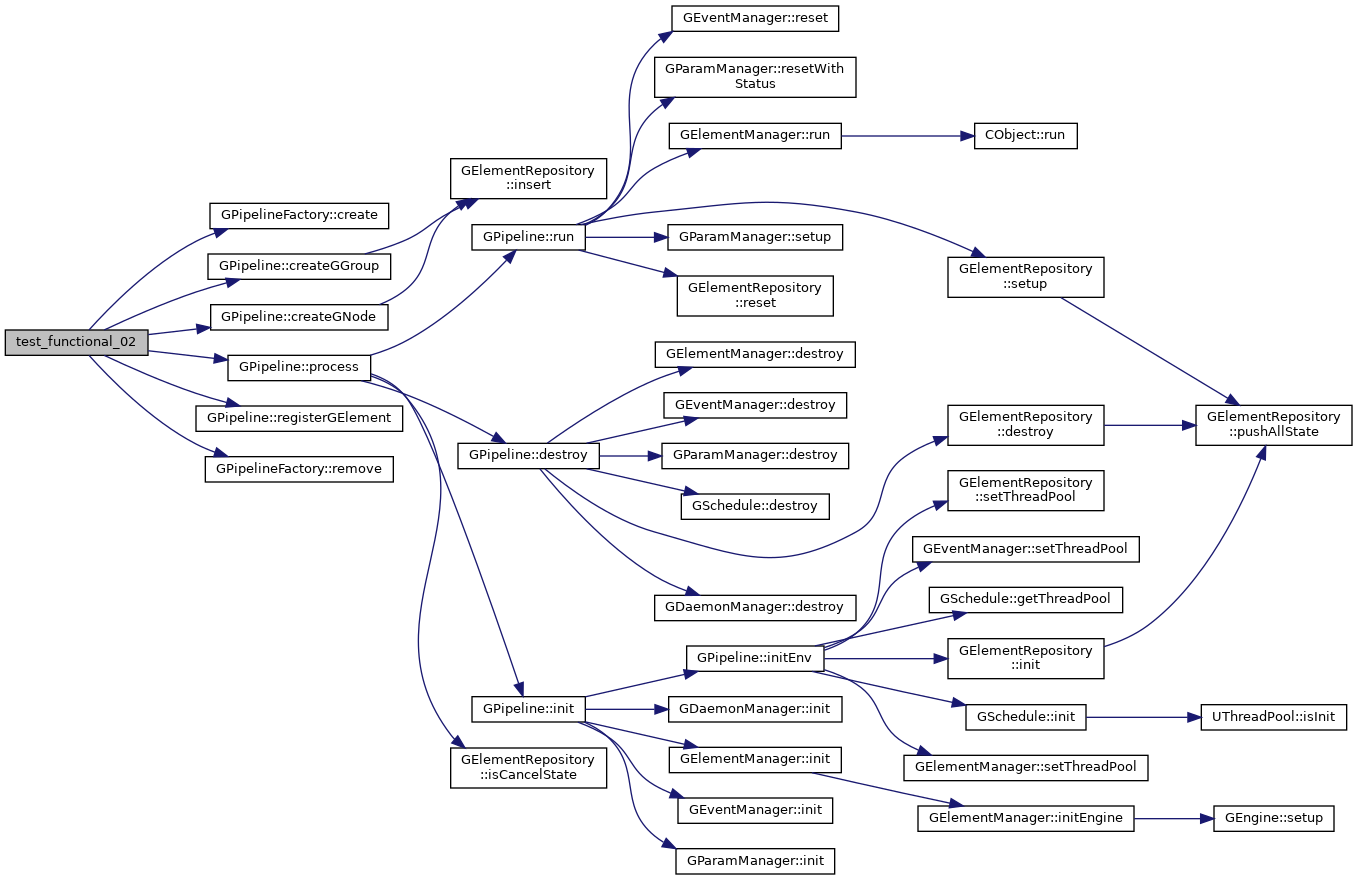 GEventManager::reset
GParamManager::resetWith
Status
GElementManager::run
CObject::run
GElementRepository
::insert
GPipelineFactory::create
GPipeline::run
GParamManager::setup
GPipeline::createGGroup
GElementRepository
::setup
GElementRepository
::reset
GPipeline::createGNode
test_functional_02
GElementManager::destroy
GPipeline::process
GEventManager::destroy
GPipeline::registerGElement
GElementRepository
::destroy
GElementRepository
::pushAllState
GPipeline::destroy
GParamManager::destroy
GPipelineFactory::remove
GElementRepository
::setThreadPool
GSchedule::destroy
GEventManager::setThreadPool
GSchedule::getThreadPool
GDaemonManager::destroy
GPipeline::initEnv
GElementRepository
::init
GPipeline::init
GDaemonManager::init
GSchedule::init
UThreadPool::isInit
GElementManager::init
GElementManager::setThreadPool
GElementRepository
::isCancelState
GEventManager::init
GElementManager::initEngine
GEngine::setup
GParamManager::init